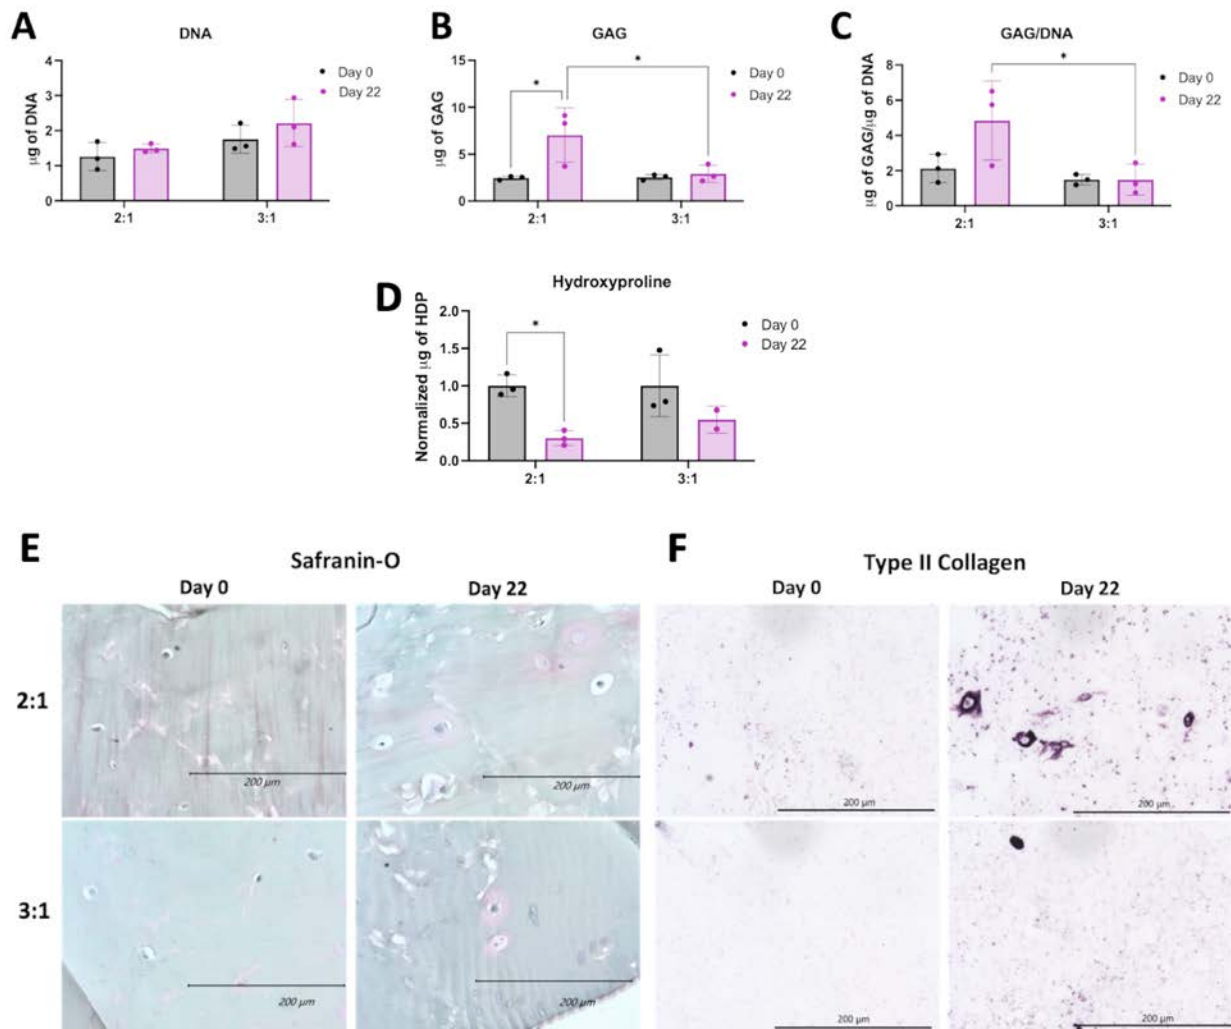 A
DNA
μg of DNA
4
3
2
1
0
2:1
3:1
Day 0
Day 22
B
GAG
μg of GAG
15
10
5
0
*
*
2:1
3:1
Day 0
Day 22
C
GAG/DNA
μg of GAG/μg of DNA
8
6
4
2
0
*
2:1
3:1
Day 0
Day 22
D
Hydroxyproline
Normalized μg of HDP
2.0
1.5
1.0
0.5
0.0
*
2:1
3:1
Day 0
Day 22
E
Safranin-O
Day 0
Day 22
2:1
200 μm
200 μm
3:1
200 μm
200 μm
F
Type II Collagen
Day 0
Day 22
200 μm
200 μm
200 μm
200 μm